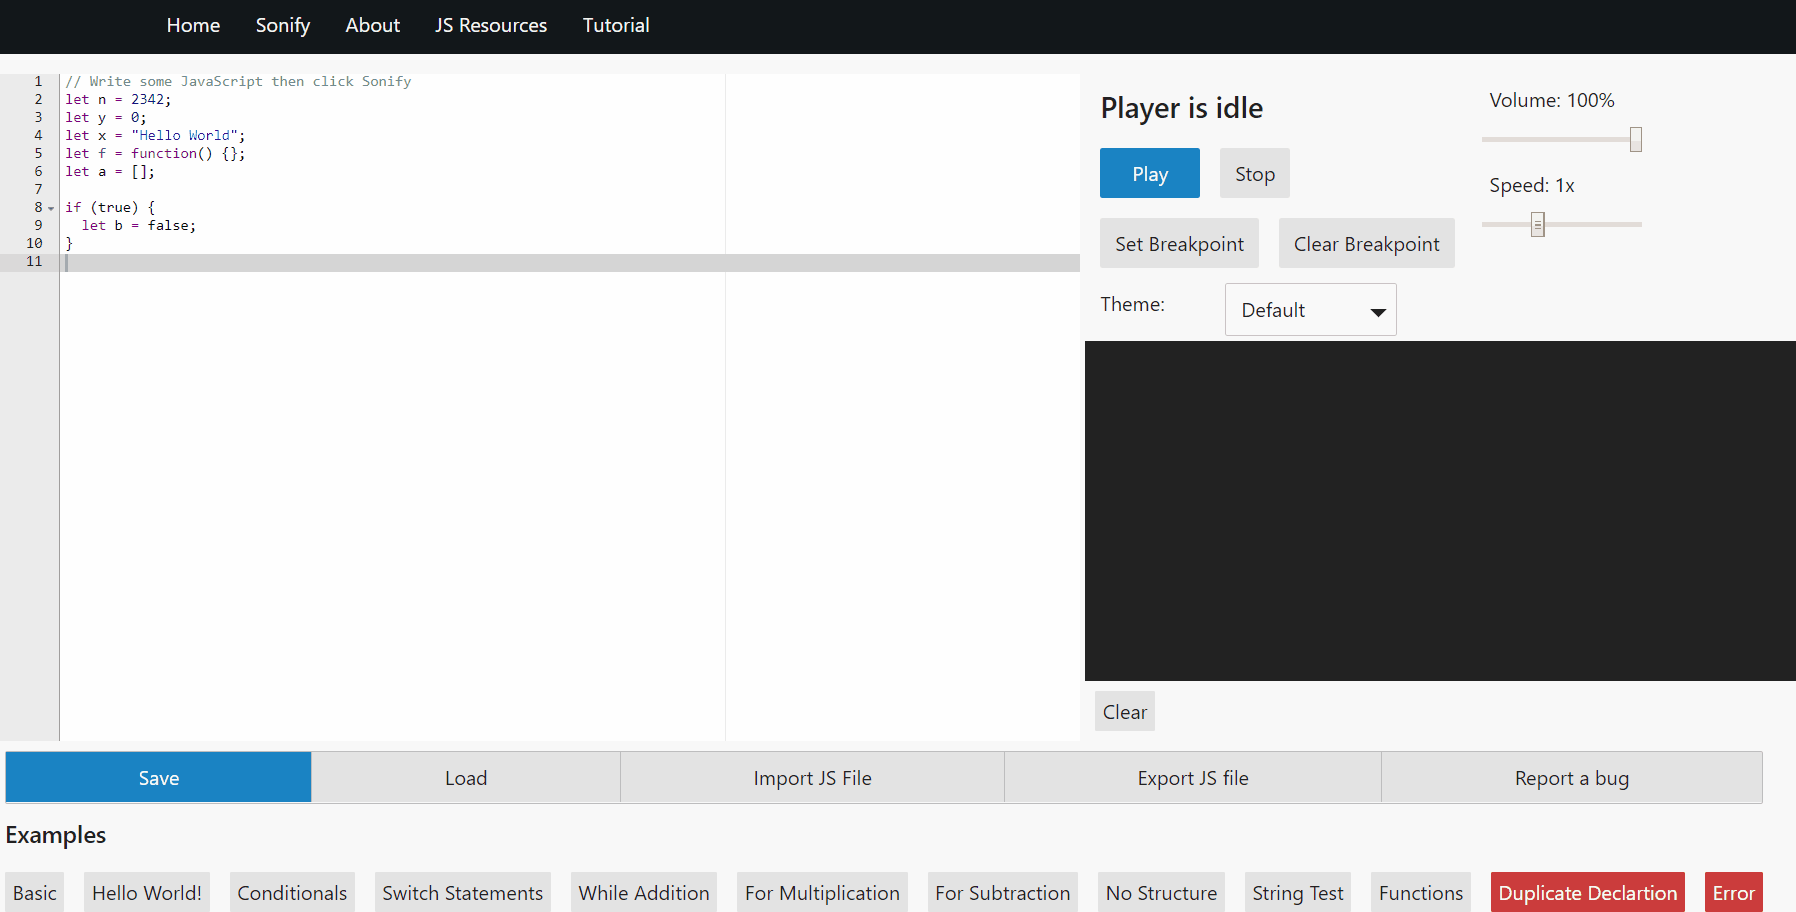 Home Sonify About JS Resources Tutorial
1 // Write some JavaScript then click Sonify
2 let n = 2342;
3 let y = 0;
4 let x = "Hello World";
5 let f = function() {};
6 let a = [];
7
8 if (true) {
9 let b = false;
10 }
11
Player is idle
Play Stop
Set Breakpoint Clear Breakpoint
Theme: Default
Volume: 100%
Speed: 1x
Clear
Save Load Import JS File Export JS file Report a bug
Examples
Basic Hello World! Conditionals Switch Statements While Addition For Multiplication For Subtraction No Structure String Test Functions Duplicate Declartion Error